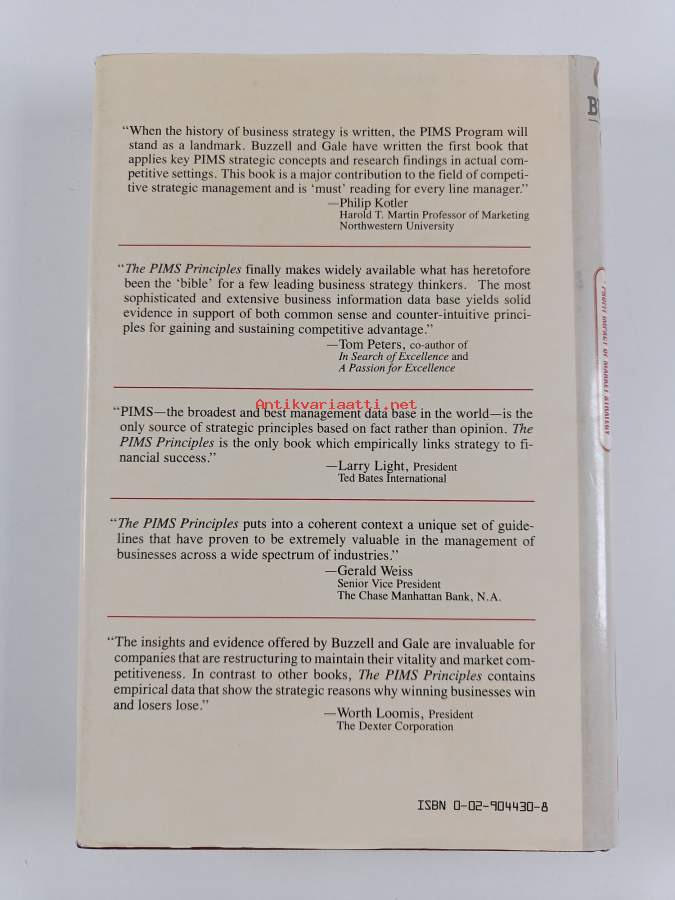 “When the history of business strategy is written, the PIMS Program will
stand as a landmark. Buzzell and Gale have written the first book that
applies key PIMS strategic concepts and research findings in actual com-
petitive settings. This book is a major contribution to the field of competi-
tive strategic management and is ‘must’ reading for every line manager.”
—Philip Kotler
Harold T. Martin Professor of Marketing
Northwestern University
“The PIMS Principles finally makes widely available what has heretofore
been the ‘bible’ for a few leading business strategy thinkers. The most
sophisticated and extensive business information data base yields solid
evidence in support of both common sense and counter-intuitive princi-
ples for gaining and sustaining competitive advantage.”
—Tom Peters, co-author of
In Search of Excellence and
A Passion for Excellence
Antikvariaatti.net
“PIMS—the broadest and best management data base in the world—is the
only source of strategic principles based on fact rather than opinion. The
PIMS Principles is the only book which empirically links strategy to fi-
nancial success.”
—Larry Light, President
Ted Bates International
“The PIMS Principles puts into a coherent context a unique set of guide-
lines that have proven to be extremely valuable in the management of
businesses across a wide spectrum of industries.”
—Gerald Weiss
Senior Vice President
The Chase Manhattan Bank, N.A.
“The insights and evidence offered by Buzzell and Gale are invaluable for
companies that are restructuring to maintain their vitality and market com-
petitiveness. In contrast to other books, The PIMS Principles contains
empirical data that show the strategic reasons why winning businesses win
and losers lose.”
—Worth Loomis, President
The Dexter Corporation
ISBN 0-02-904430-8